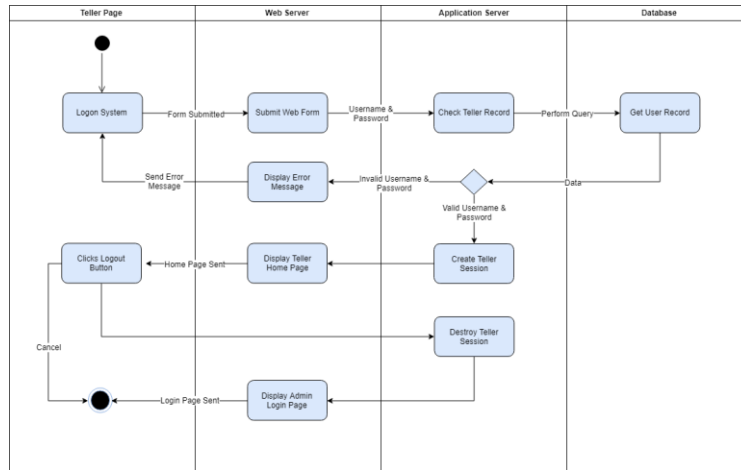 Teller Page
Web Server
Application Server
Database
Logon System
Form Submitted
Submit Web Form
Username &
Password
Check Teller Record
Perform Query
Get User Record
Send Error
Message
Display Error
Message
Invalid Username &
Password
Data
Valid Username &
Password
Clicks Logout
Button
Home Page Sent
Display Teller
Home Page
Create Teller
Session
Destroy Teller
Session
Cancel
Login Page Sent
Display Admin
Login Page